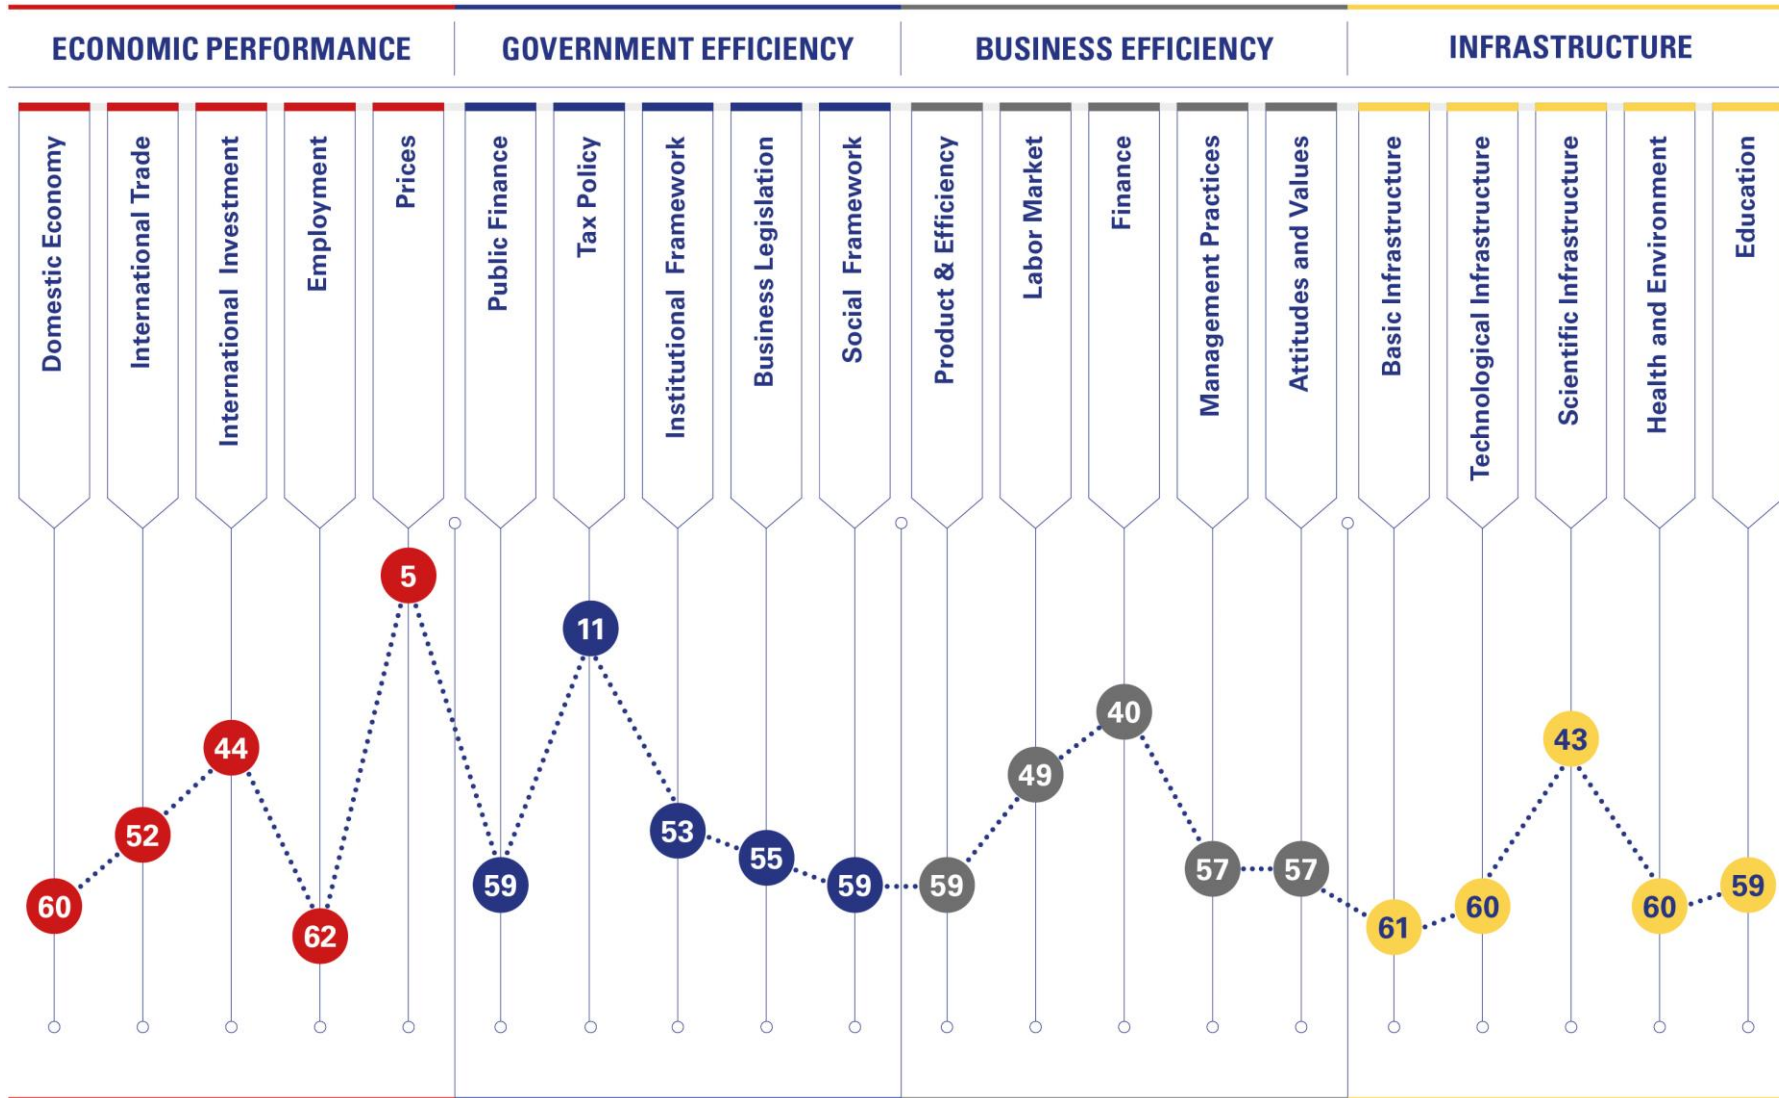 ECONOMIC PERFORMANCE
GOVERNMENT EFFICIENCY
BUSINESS EFFICIENCY
INFRASTRUCTURE
Domestic Economy
International Trade
International Investment
Employment
Prices
Public Finance
Tax Policy
Institutional Framework
Business Legislation
Social Framework
Product & Efficiency
Labor Market
Finance
Management Practices
Attitudes and Values
Basic Infrastructure
Technological Infrastructure
Scientific Infrastructure
Health and Environment
Education
60
52
44
62
5
59
11
53
55
59
59
49
40
57
57
61
60
43
60
59